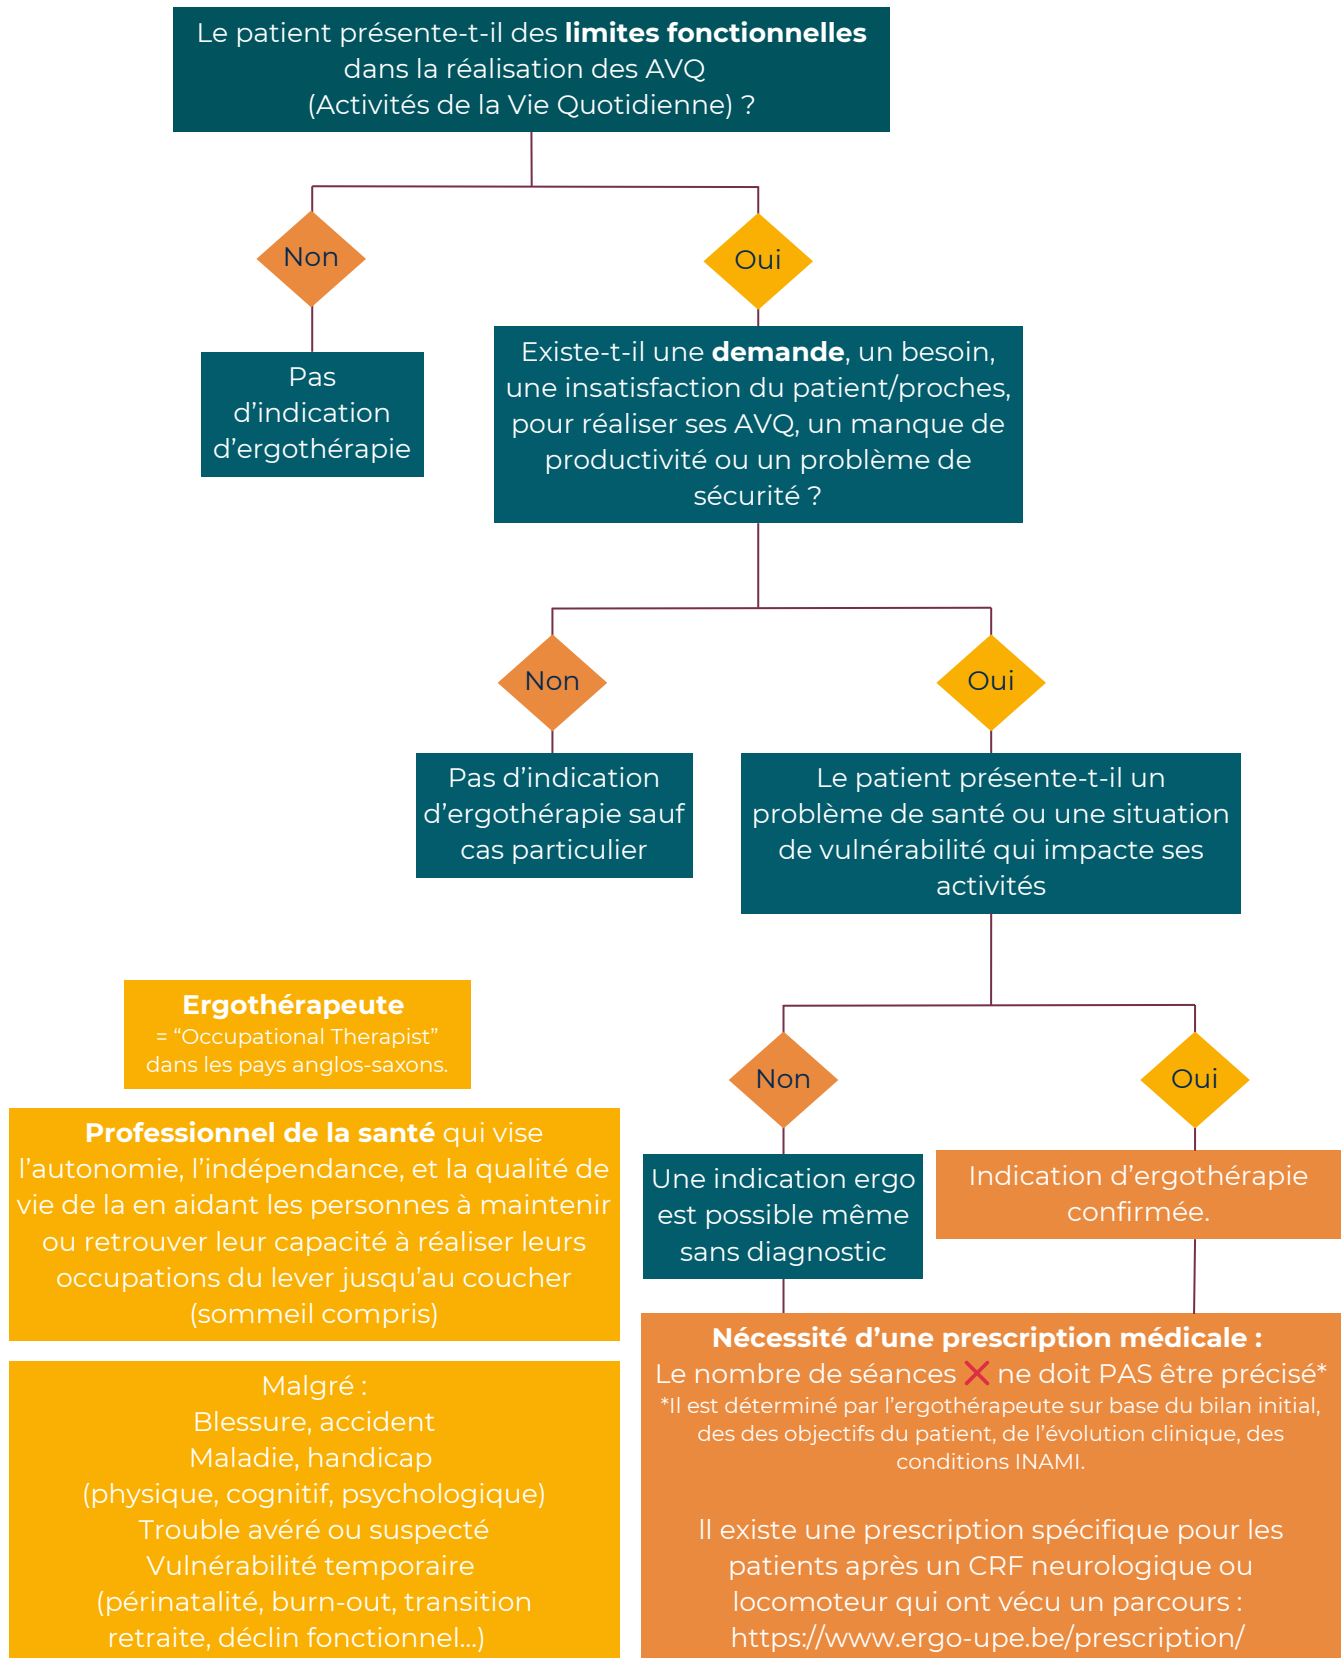 Le patient présente-t-il des limites fonctionnelles
dans la réalisation des AVQ
(Activités de la Vie Quotidienne) ?
Non
Oui
Pas
d’indication
d’ergothérapie
Existe-t-il une demande, un besoin,
une insatisfaction du patient/proches,
pour réaliser ses AVQ, un manque de
productivité ou un problème de
sécurité ?
Non
Oui
Pas d’indication
d’ergothérapie sauf
cas particulier
Le patient présente-t-il un
problème de santé ou une situation
de vulnérabilité qui impacte ses
activités
Non
Oui
Une indication ergo
est possible même
sans diagnostic
Indication d’ergothérapie
confirmée.
Ergothérapeute
= “Occupational Therapist”
dans les pays anglos-saxons.
Professionnel de la santé qui vise
l’autonomie, l’indépendance, et la qualité de
vie de la en aidant les personnes à maintenir
ou retrouver leur capacité à réaliser leurs
occupations du lever jusqu’au coucher
(sommeil compris)
Malgré :
Blessure, accident
Maladie, handicap
(physique, cognitif, psychologique)
Trouble avéré ou suspecté
Vulnérabilité temporaire
(périnatalité, burn-out, transition
retraite, déclin fonctionnel...)
Nécessité d’une prescription médicale :
Le nombre de séances ❌ ne doit PAS être précisé*
*Il est déterminé par l’ergothérapeute sur base du bilan initial,
des des objectifs du patient, de l’évolution clinique, des
conditions INAMI.
Il existe une prescription spécifique pour les
patients après un CRF neurologique ou
locomoteur qui ont vécu un parcours :
https://www.ergo-upe.be/prescription/